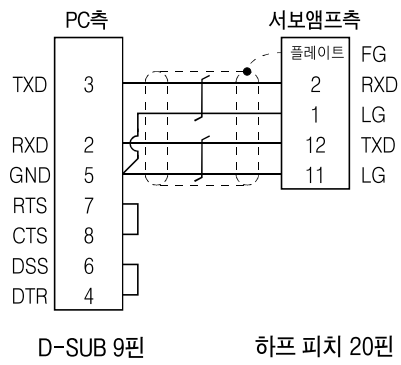 PC측 서보앰프측
플레이트 FG
TXD 3 2 RXD
1 LG
RXD 2 12 TXD
GND 5 11 LG
RTS 7
CTS 8
DSS 6
DTR 4
D-SUB 9핀 하프 피치 20핀